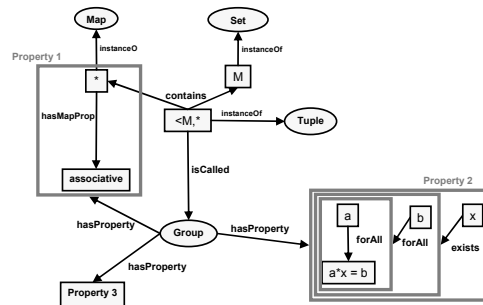 Map
Set
instanceO
instanceOf
Property 1
*
M
contains
hasMapProp
<M,*
instanceOf
Tuple
associative
isCalled
Property 2
hasProperty
Group
hasProperty
a
b
x
forAll
forAll
exists
a*x = b
hasProperty
Property 3